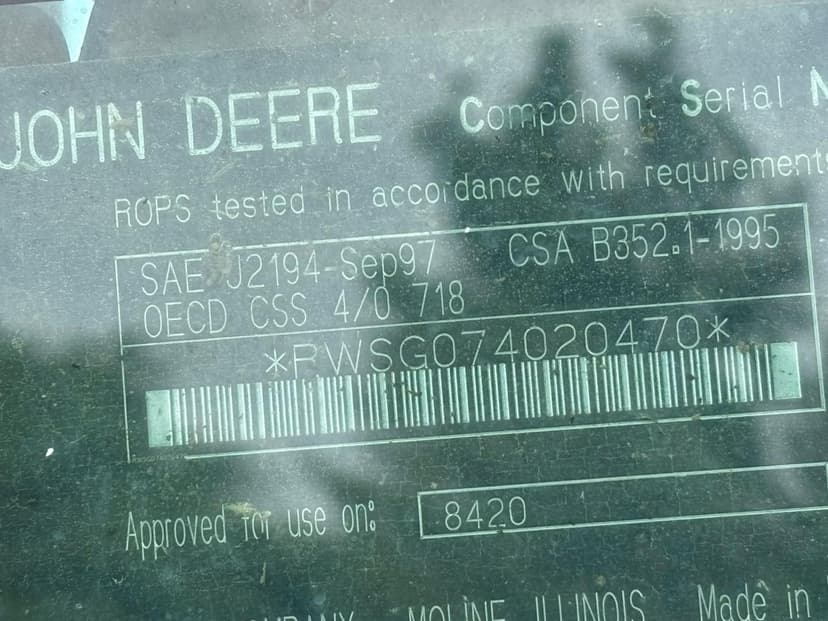 JOHN DEERE Component Serial N
ROPS tested in accordance with requirements
SAE J2194-Sep97 CSA B352.1-1995
OECD CSS 4/0 718
*RWSG074020470*
Approved for use on: 8420
COMPANY MOLINE ILLINOIS Made in